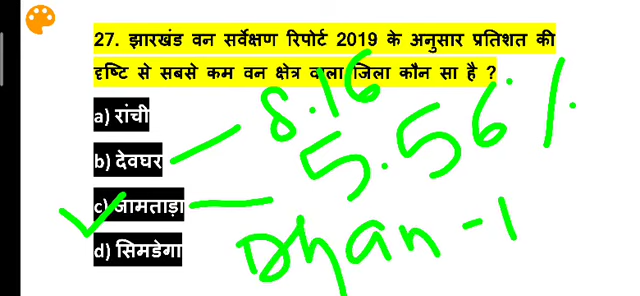 27. झारखंड वन सर्वेक्षण रिपोर्ट 2019 के अनुसार प्रतिशत की
दृष्टि से सबसे कम वन क्षेत्र वाला जिला कौन सा है ?
a) रांची
b) देवघर — 8.16
c) जामताड़ा — 5.56%
d) सिमडेगा
Dhan - 1